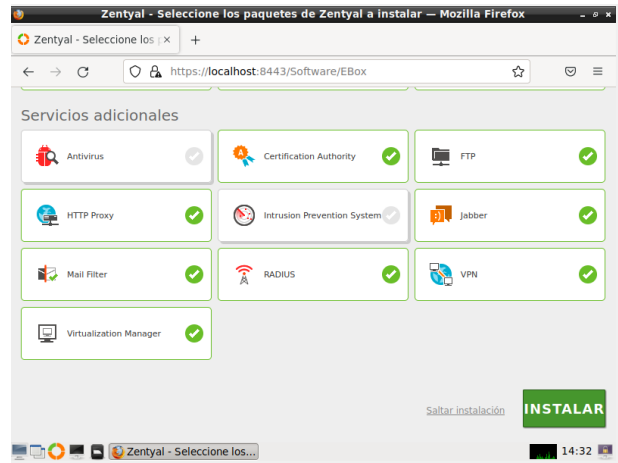 Zentyal - Seleccione los paquetes de Zentyal a instalar — Mozilla Firefox
Zentyal - Seleccione los p
https://localhost:8443/Software/EBox
Servicios adicionales
Antivirus
Certification Authority
FTP
HTTP Proxy
Intrusion Prevention System
Jabber
Mail Filter
RADIUS
VPN
Virtualization Manager
Saltar instalación
INSTALAR
Zentyal - Seleccione los...
14:32